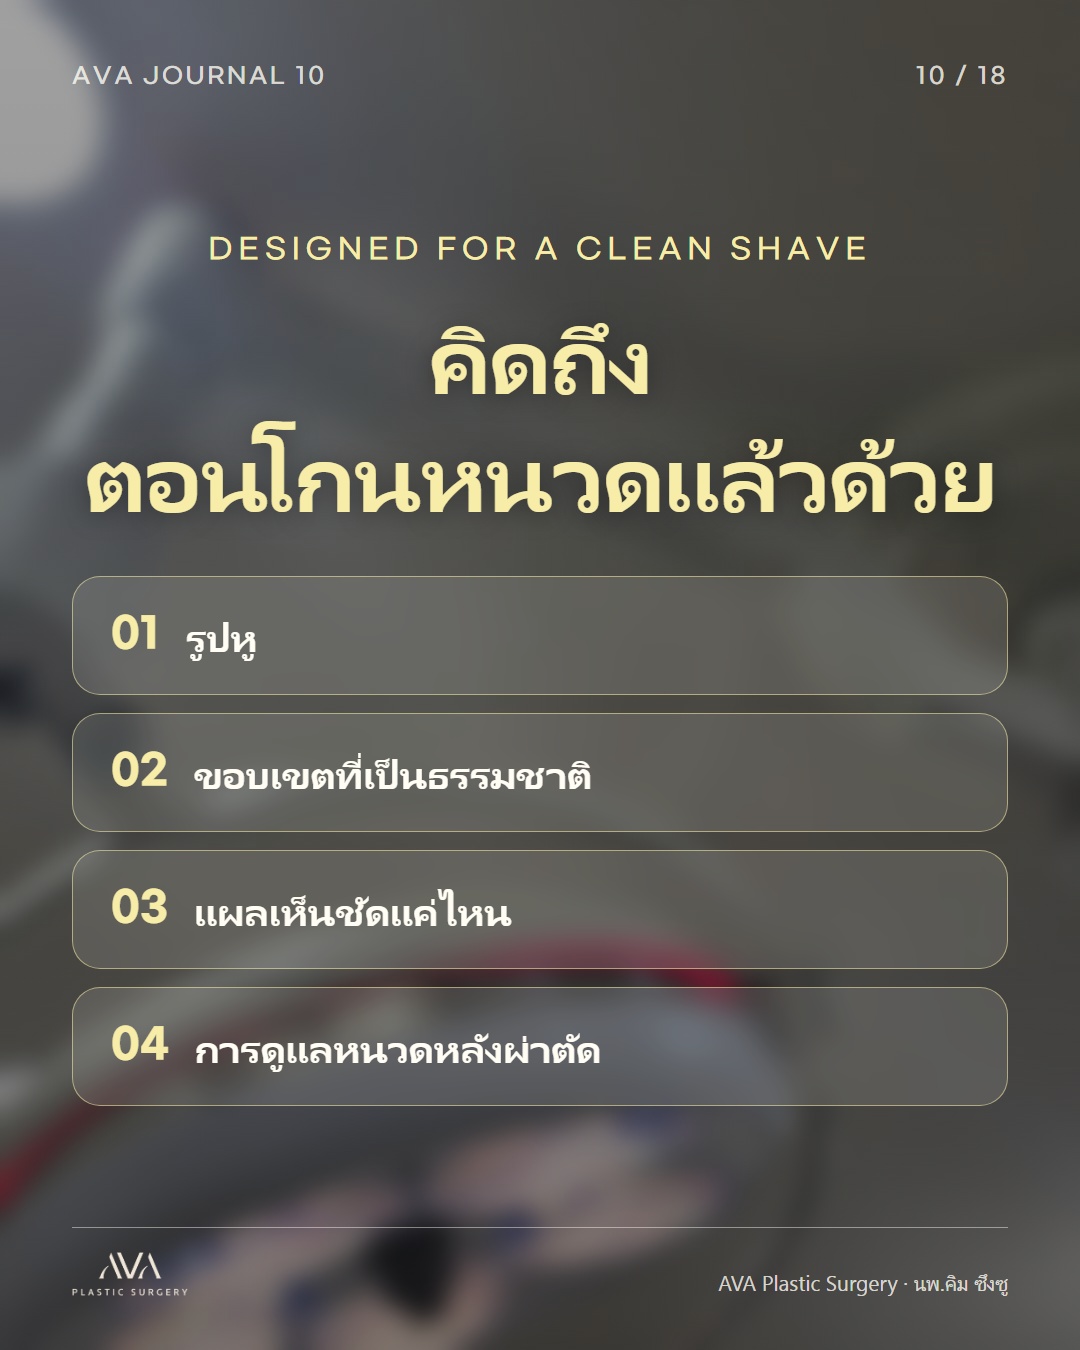 AVA JOURNAL 10
10 / 18
DESIGNED FOR A CLEAN SHAVE
คิดถึง
ตอนโกนหนวดแล้วด้วย
01 รูปหู
02 ขอบเขตที่เป็นธรรมชาติ
03 แผลเห็นชัดแค่ไหน
04 การดูแลหนวดหลังผ่าตัด
AVA
PLASTIC SURGERY
AVA Plastic Surgery · นพ.คิม ซึงซู